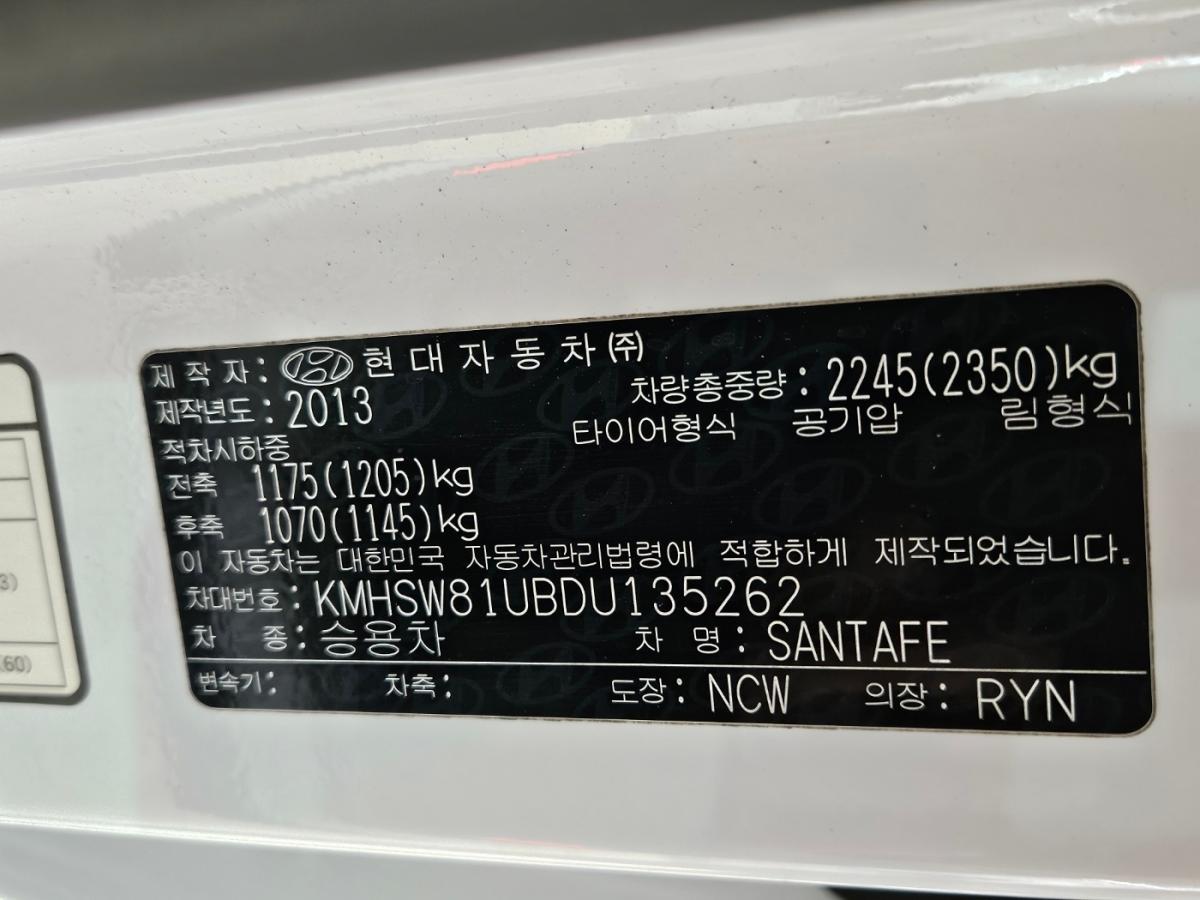 제 작 자 : 현 대 자 동 차 (주)
제작년도 : 2013 차량총중량 : 2245(2350)kg
적차시하중 타이어형식 공기압 림형식
전축 1175(1205)kg
후축 1070(1145)kg
이 자동차는 대한민국 자동차관리법령에 적합하게 제작되었습니다.
차대번호 : KMHSW81UBDU135262
차 종 : 승용차 차 명 : SANTAFE
변속기 : 차축 : 도장 : NCW 의장 : RYN
3)
60)